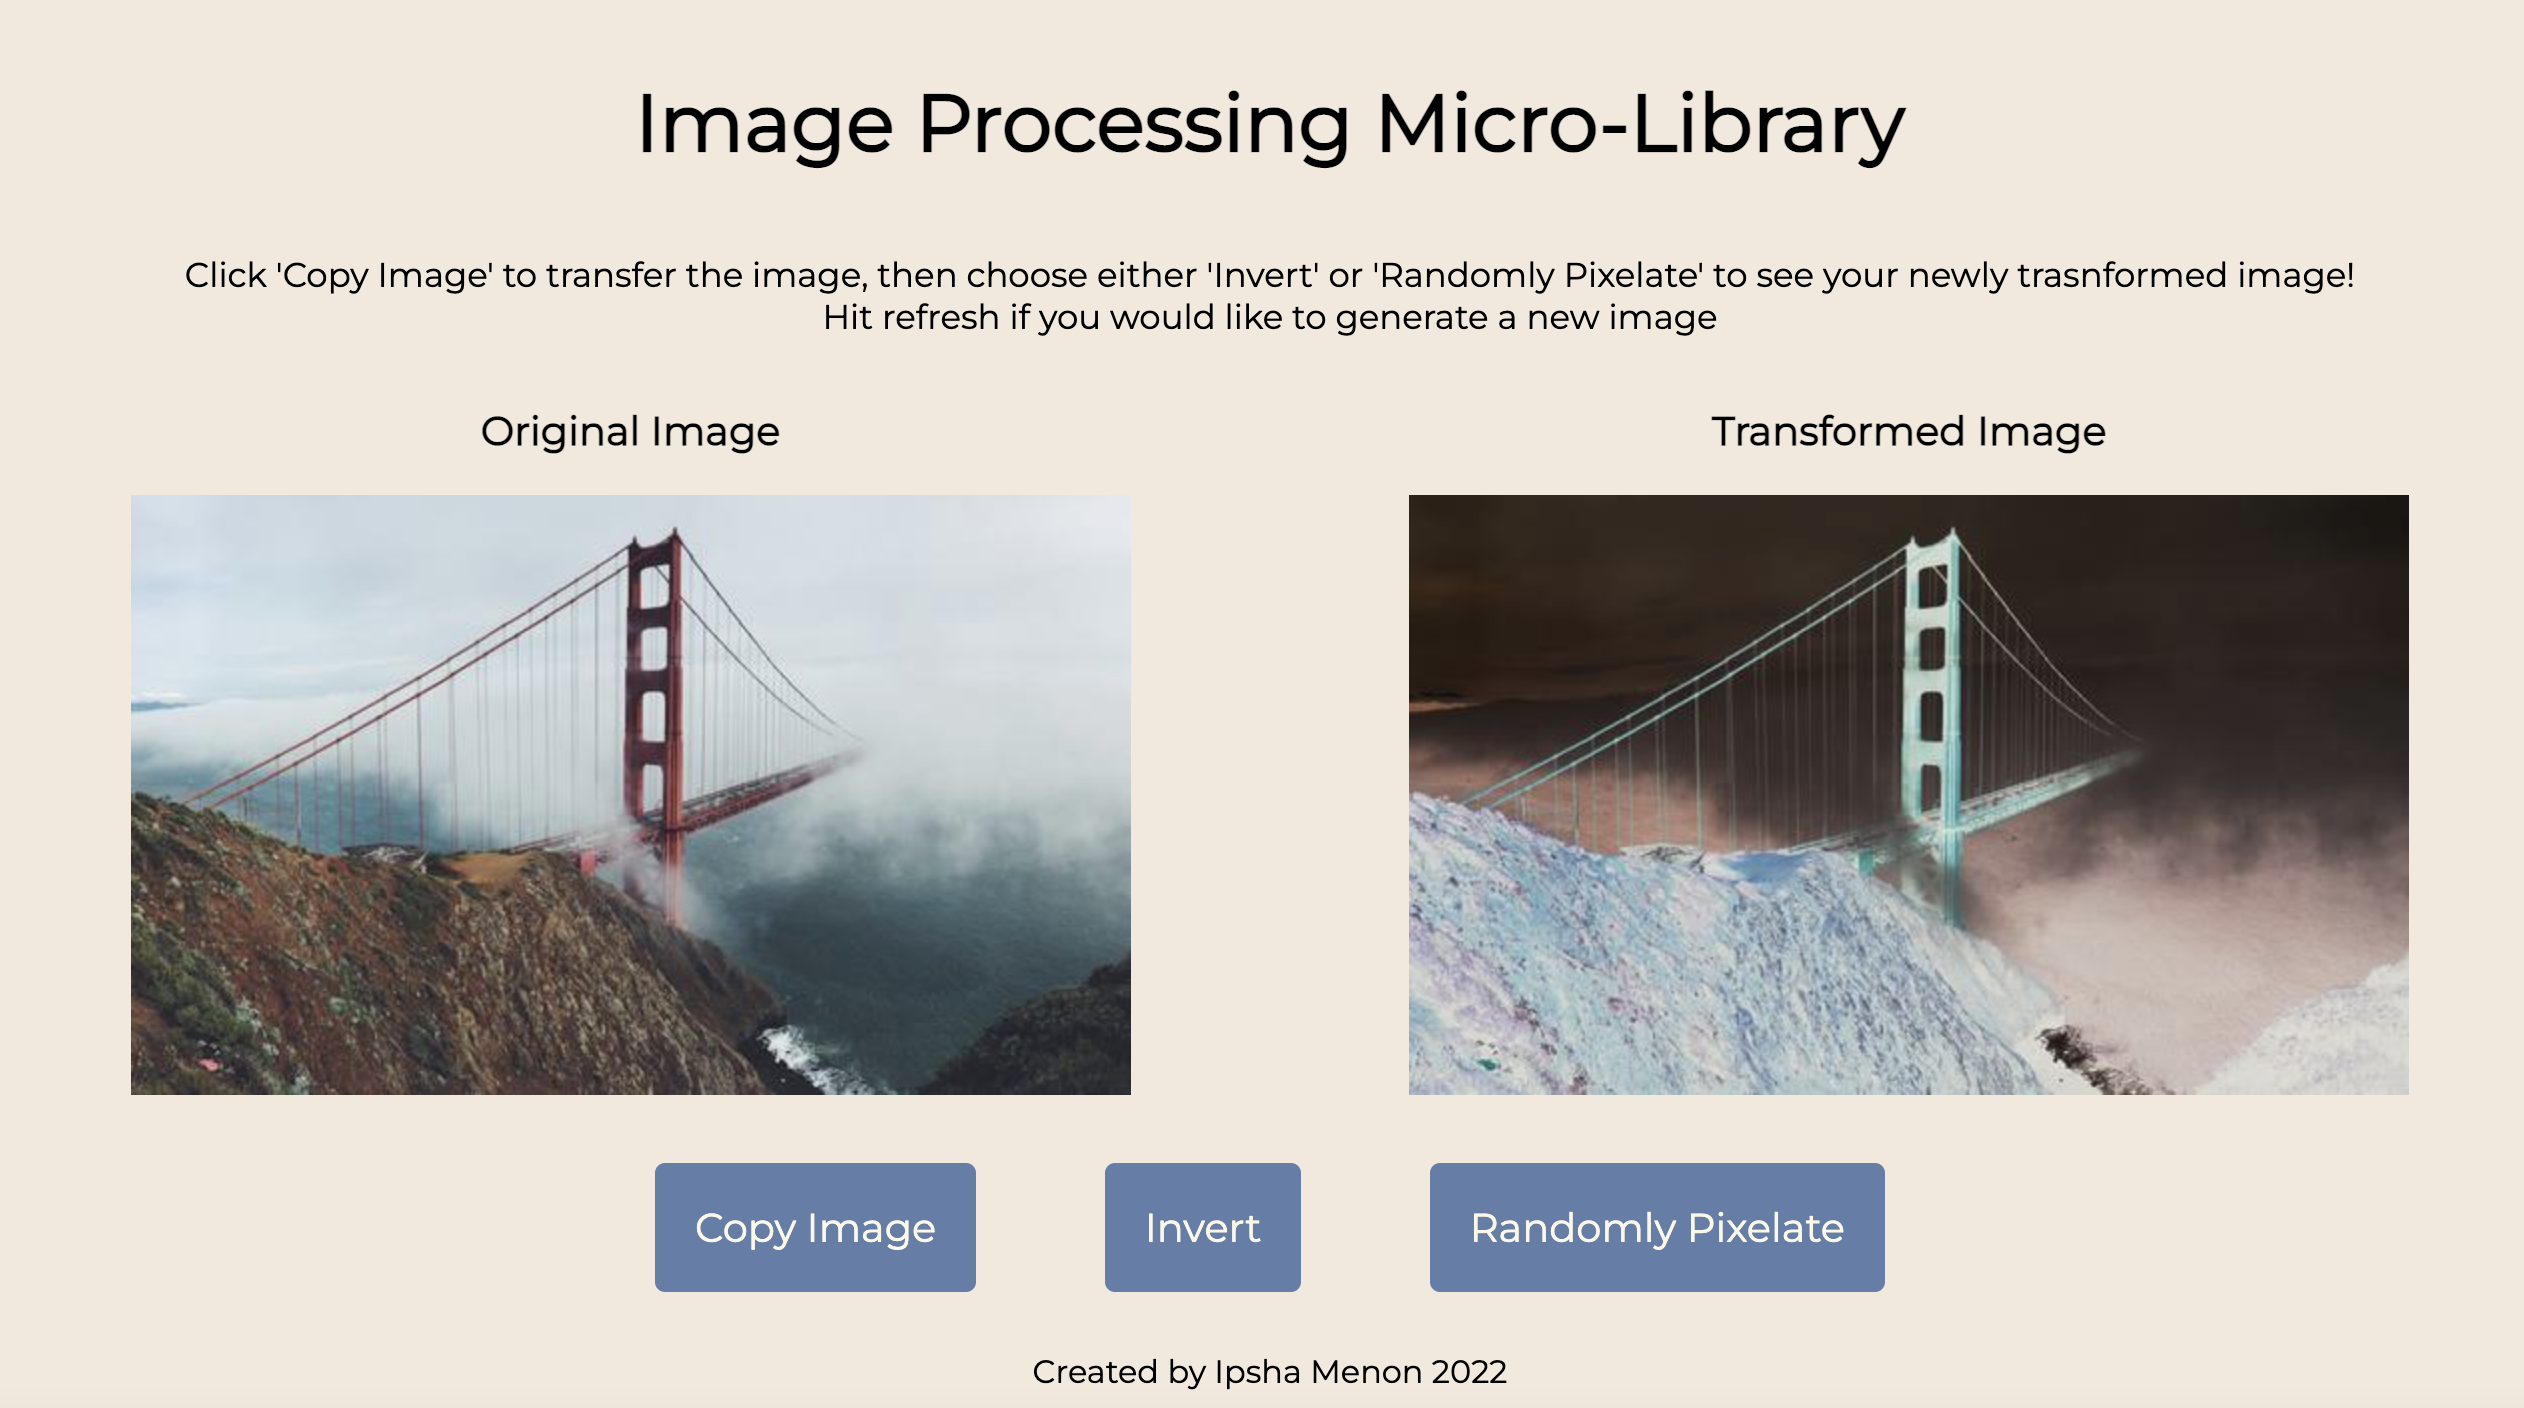 Image Processing Micro-Library
Click 'Copy Image' to transfer the image, then choose either 'Invert' or 'Randomly Pixelate' to see your newly trasnformed image!
Hit refresh if you would like to generate a new image
Original Image
Transformed Image
Copy Image
Invert
Randomly Pixelate
Created by Ipsha Menon 2022